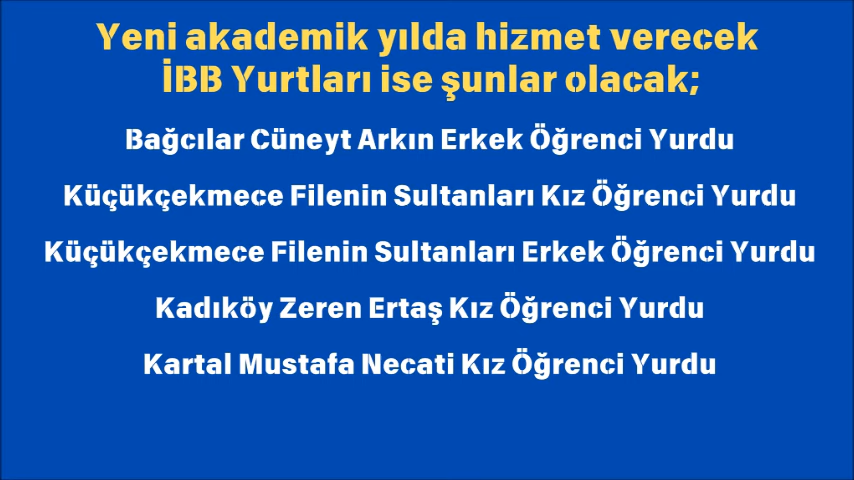 Yeni akademik yılda hizmet verecek
İBB Yurtları ise şunlar olacak;
Bağcılar Cüneyt Arkın Erkek Öğrenci Yurdu
Küçükçekmece Filenin Sultanları Kız Öğrenci Yurdu
Küçükçekmece Filenin Sultanları Erkek Öğrenci Yurdu
Kadıköy Zeren Ertaş Kız Öğrenci Yurdu
Kartal Mustafa Necati Kız Öğrenci Yurdu